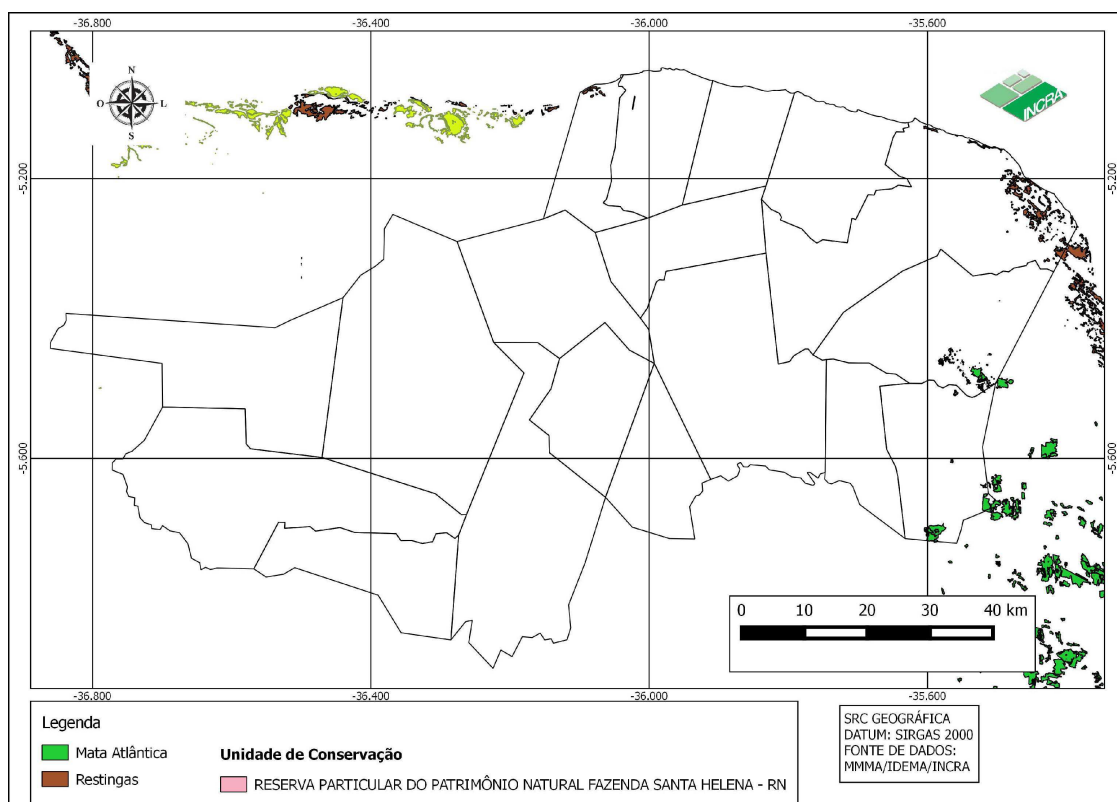 -36.800 -36.400 -36.000 -35.600
N
O L
S
INCRA
-5.200 -5.200
-5.600 -5.600
0 10 20 30 40 km
-36.800 -36.400 -36.000 -35.600
Legenda
Mata Atlântica
Restingas
Unidade de Conservação
RESERVA PARTICULAR DO PATRIMÔNIO NATURAL FAZENDA SANTA HELENA - RN
SRC GEOGRÁFICA
DATUM: SIRGAS 2000
FONTE DE DADOS:
MMMA/IDEMA/INCRA